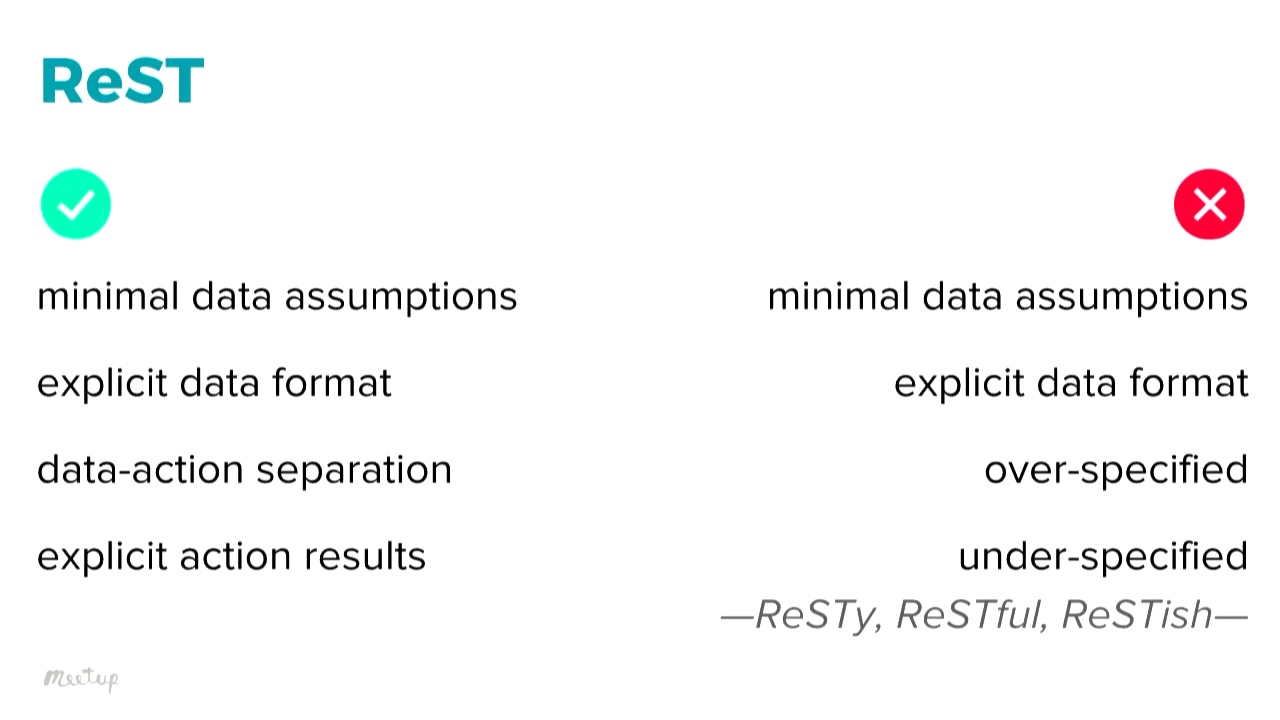 ReST
minimal data assumptions
explicit data format
data-action separation
explicit action results
minimal data assumptions
explicit data format
over-specified
under-specified
—ReSTy, ReSTful, ReSTish—
meetup